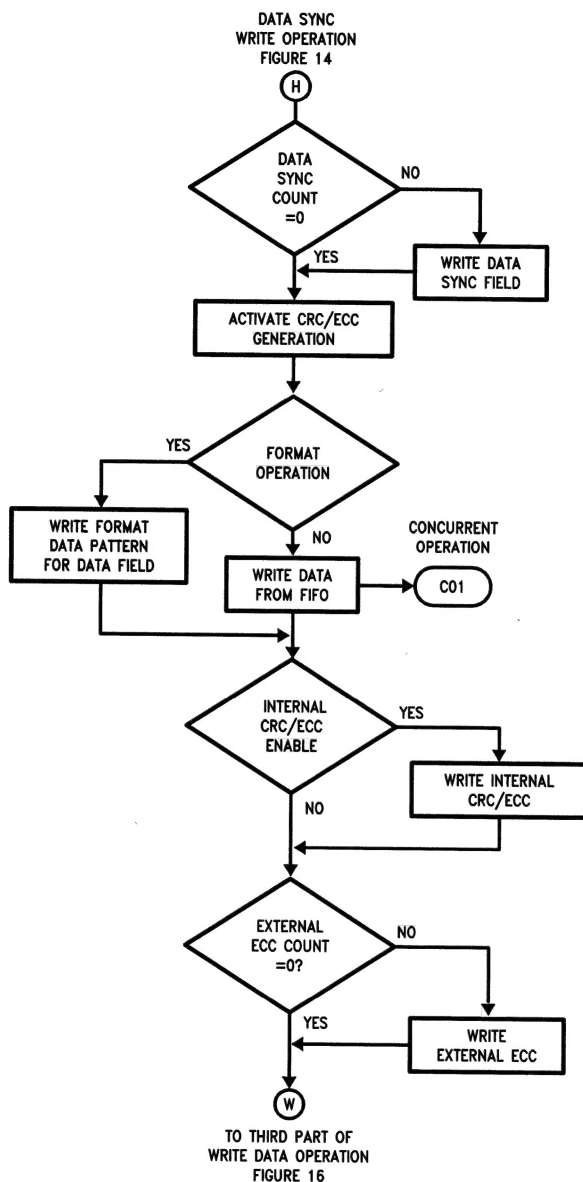 DATA SYNC
WRITE OPERATION
FIGURE 14
H
DATA
SYNC
COUNT
=0
NO
YES
WRITE DATA
SYNC FIELD
ACTIVATE CRC/ECC
GENERATION
YES
FORMAT
OPERATION
NO
WRITE FORMAT
DATA PATTERN
FOR DATA FIELD
WRITE DATA
FROM FIFO
CONCURRENT
OPERATION
C01
INTERNAL
CRC/ECC
ENABLE
YES
NO
WRITE INTERNAL
CRC/ECC
EXTERNAL
ECC COUNT
=0?
NO
YES
WRITE
EXTERNAL ECC
W
TO THIRD PART OF
WRITE DATA OPERATION
FIGURE 16